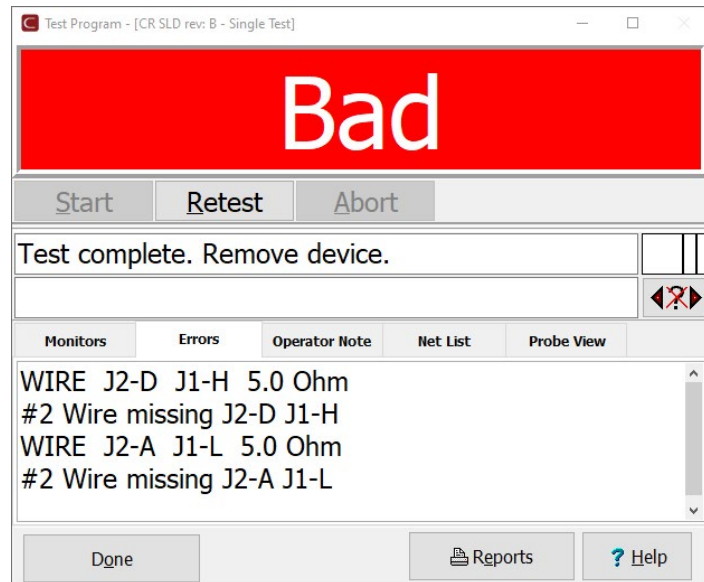 Test Program - [CR SLD rev: B - Single Test]
Bad
Start Retest Abort
Test complete. Remove device.
Monitors Errors Operator Note Net List Probe View
WIRE J2-D J1-H 5.0 Ohm
#2 Wire missing J2-D J1-H
WIRE J2-A J1-L 5.0 Ohm
#2 Wire missing J2-A J1-L
Done Reports ? Help